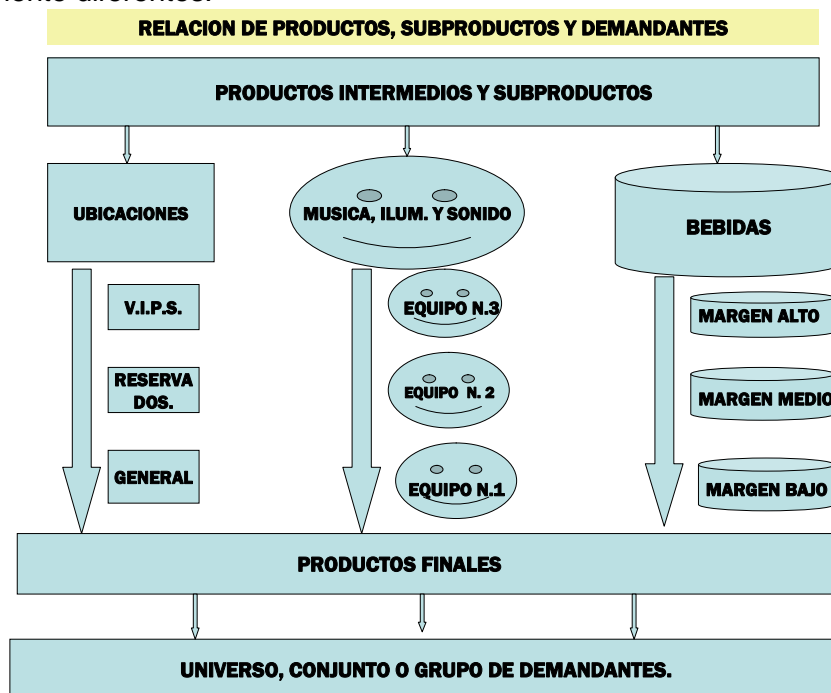 diferentes.
RELACION DE PRODUCTOS, SUBPRODUCTOS Y DEMANDANTES
PRODUCTOS INTERMEDIOS Y SUBPRODUCTOS
UBICACIONES
MUSICA, ILUM. Y SONIDO
BEBIDAS
V.I.P.S.
EQUIPO N.3
MARGEN ALTO
RESERVA
DOS.
EQUIPO N. 2
MARGEN MEDIO
GENERAL
EQUIPO N.1
MARGEN BAJO
PRODUCTOS FINALES
UNIVERSO, CONJUNTO O GRUPO DE DEMANDANTES.